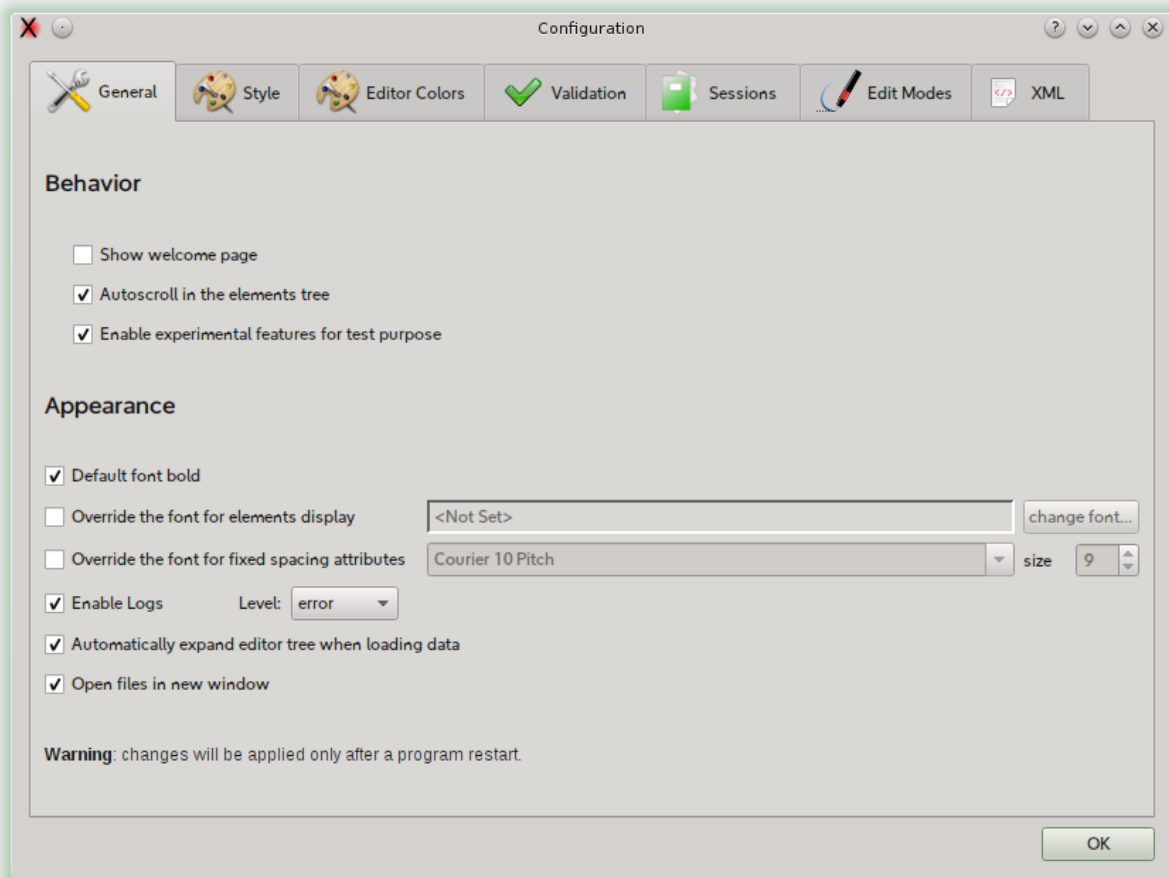 Configuration
General Style Editor Colors Validation Sessions Edit Modes XML
Behavior
Show welcome page
Autoscroll in the elements tree
Enable experimental features for test purpose
Appearance
Default font bold
Override the font for elements display <Not Set> change font...
Override the font for fixed spacing attributes Courier 10 Pitch size 9
Enable Logs Level: error
Automatically expand editor tree when loading data
Open files in new window
Warning: changes will be applied only after a program restart.
OK